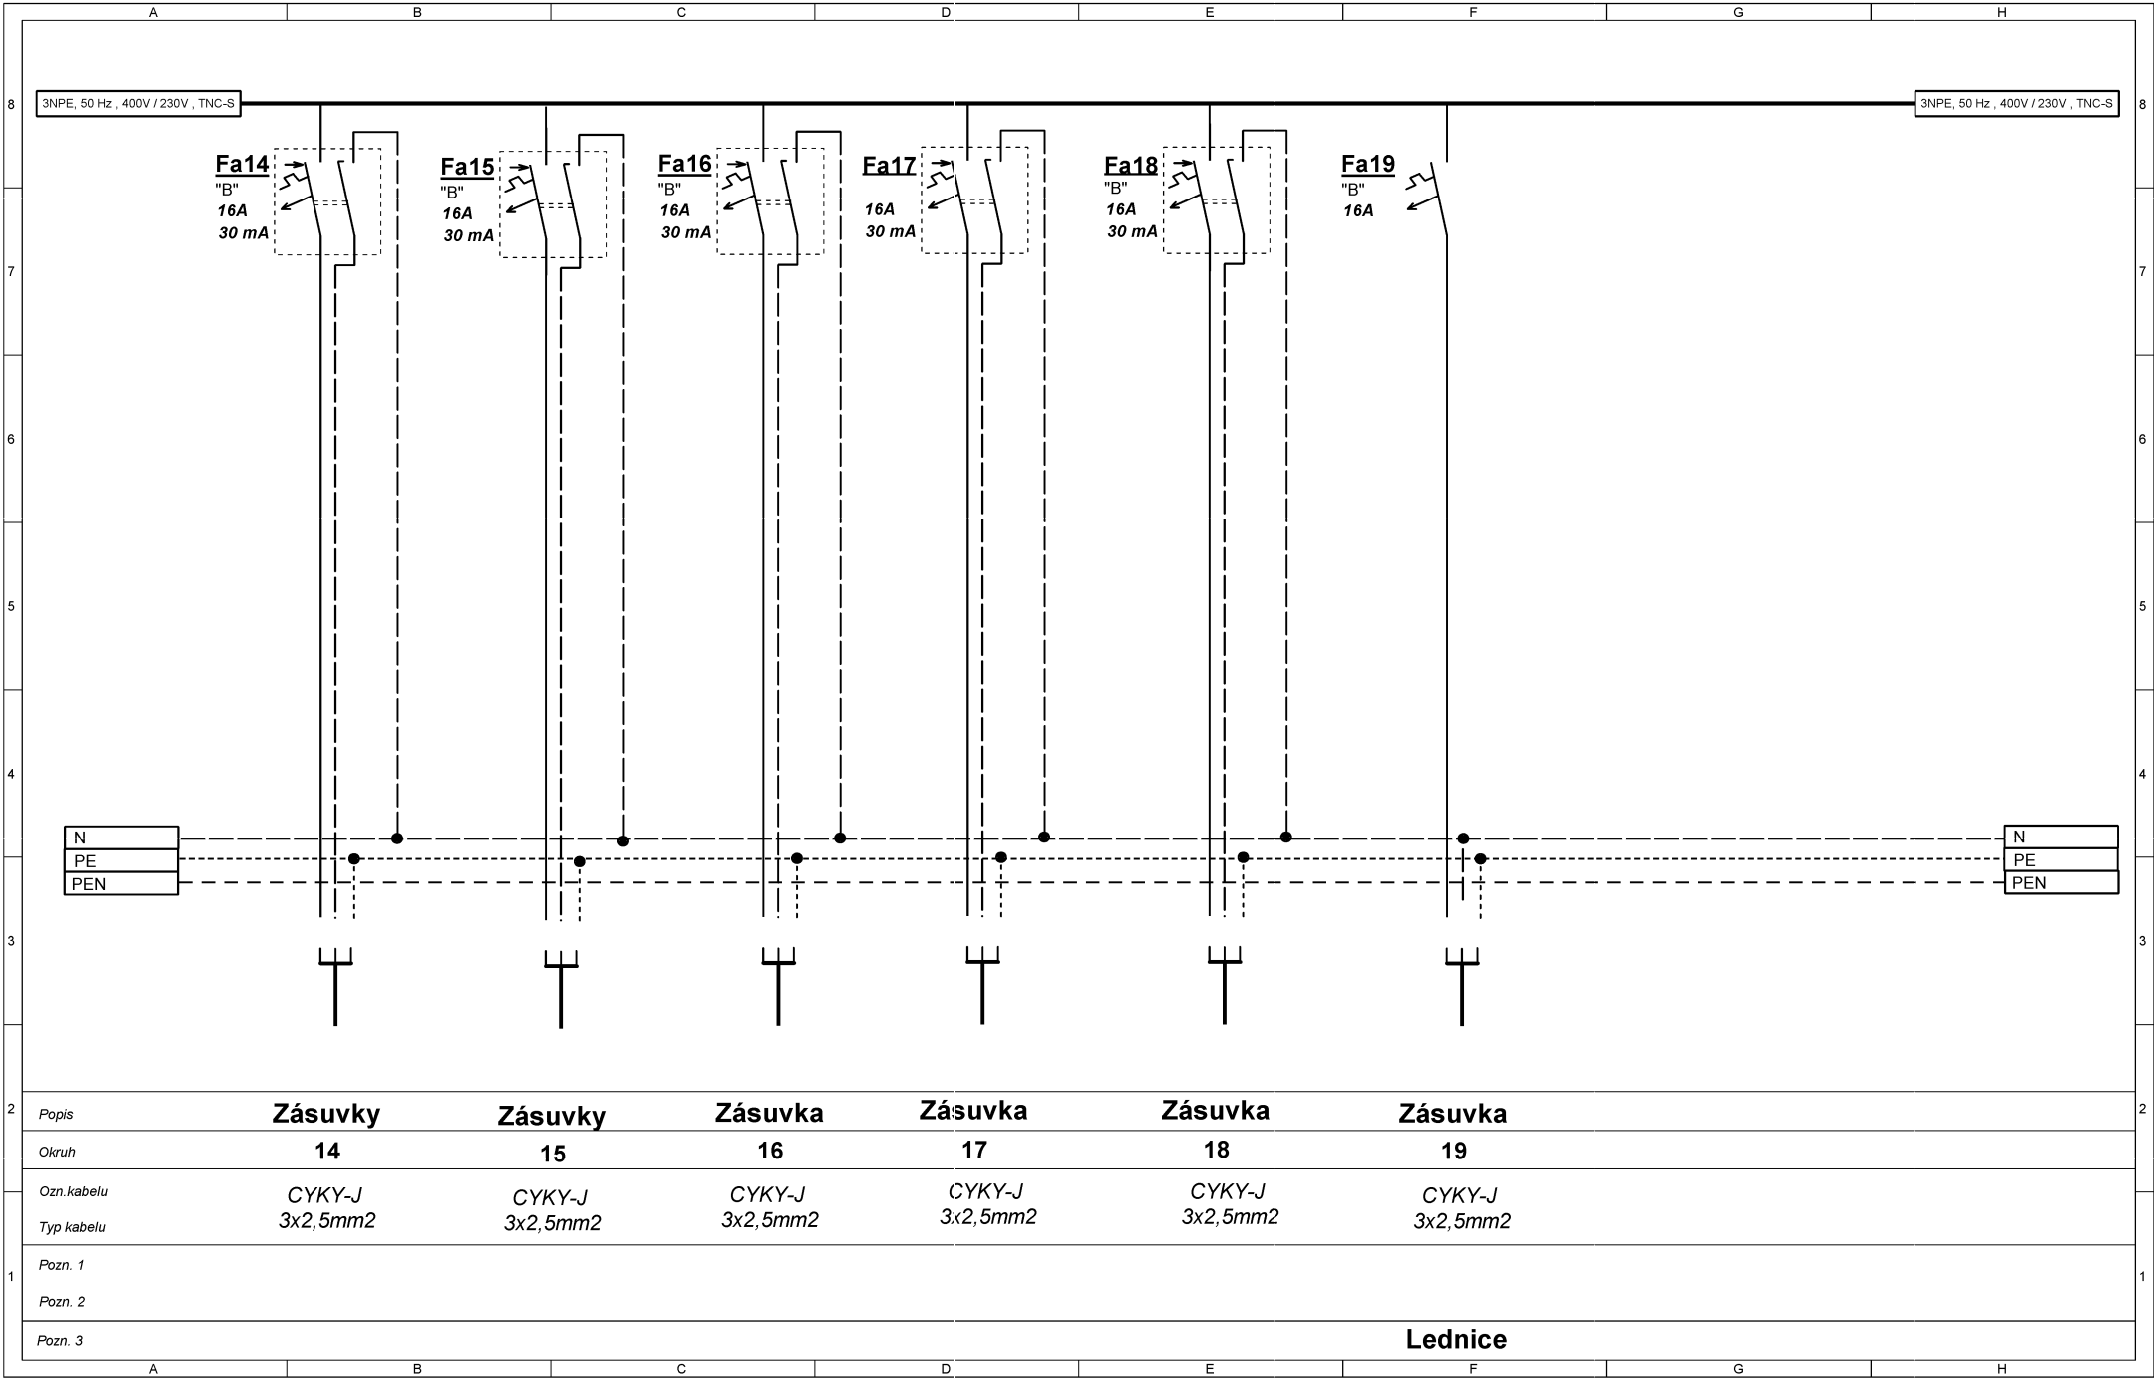 A B C D E F G H
8 3NPE, 50 Hz , 400V / 230V , TNC-S 3NPE, 50 Hz , 400V / 230V , TNC-S 8
Fa14 Fa15 Fa16 Fa17 Fa18 Fa19
"B" "B" "B" "B" "B"
16A 16A 16A 16A 16A 16A
30 mA 30 mA 30 mA 30 mA 30 mA
7 7
6 6
5 5
4 4
N N
PE PE
PEN PEN
3 3
2 Popis Zásuvky Zásuvky Zásuvka Zásuvka Zásuvka Zásuvka 2
Okruh 14 15 16 17 18 19
Ozn.kabelu CYKY-J CYKY-J CYKY-J CYKY-J CYKY-J CYKY-J
Typ kabelu 3x2,5mm2 3x2,5mm2 3x2,5mm2 3x2,5mm2 3x2,5mm2 3x2,5mm2
Pozn. 1
1 1
Pozn. 2
Pozn. 3 Lednice
A B C D E F G H